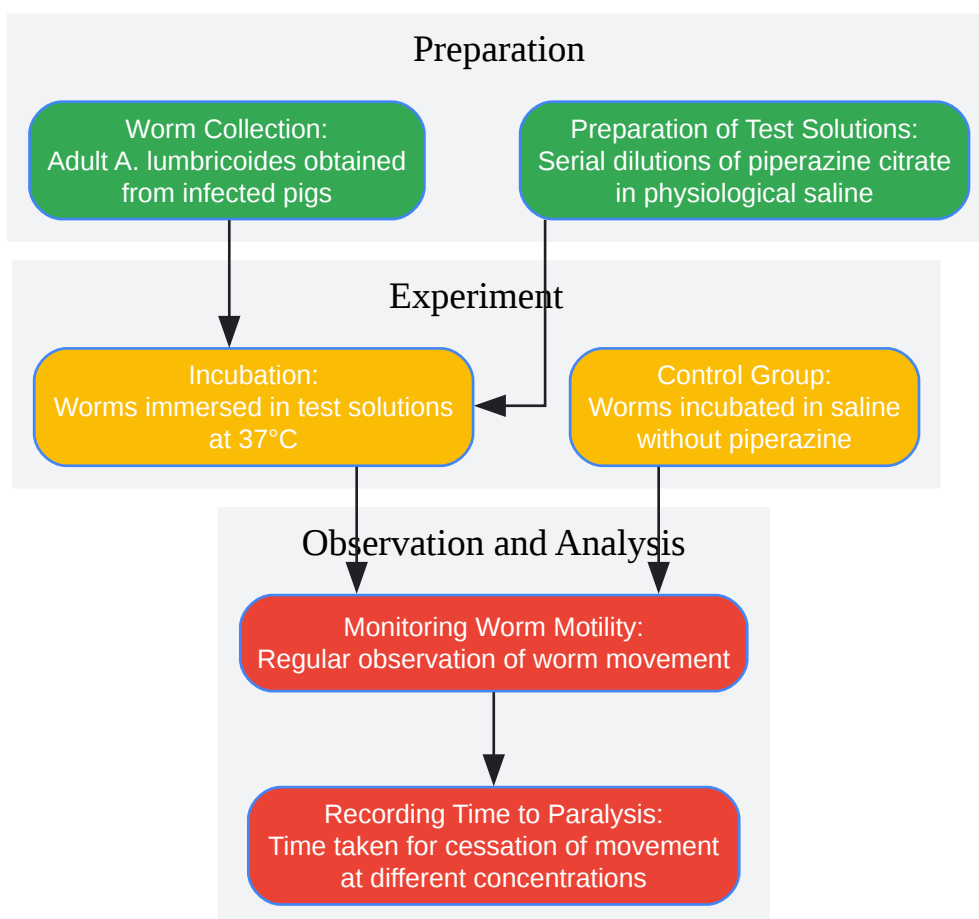 Preparation
Worm Collection:
Adult A. lumbricoides obtained
from infected pigs
Preparation of Test Solutions:
Serial dilutions of piperazine citrate
in physiological saline
Experiment
Incubation:
Worms immersed in test solutions
at 37°C
Control Group:
Worms incubated in saline
without piperazine
Observation and Analysis
Monitoring Worm Motility:
Regular observation of worm movement
Recording Time to Paralysis:
Time taken for cessation of movement
at different concentrations